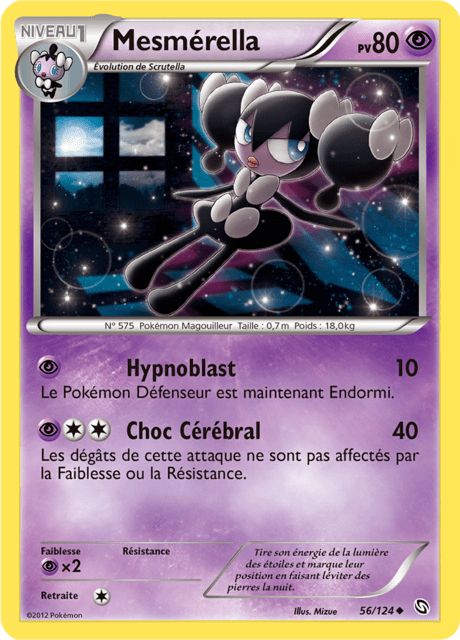 NIVEAU 1
Mesmérella
PV80
Évolution de Scrutella
N° 575 Pokémon Magouilleur Taille : 0,7m Poids : 18,0kg
Hypnoblast 10
Le Pokémon Défenseur est maintenant Endormi.
Choc Cérébral 40
Les dégâts de cette attaque ne sont pas affectés par
la Faiblesse ou la Résistance.
Faiblesse Résistance
×2
Retraite
Tire son énergie de la lumière
des étoiles et marque leur
position en faisant léviter des
pierres la nuit.
©2012 Pokémon
Illus. Mizue 56/124